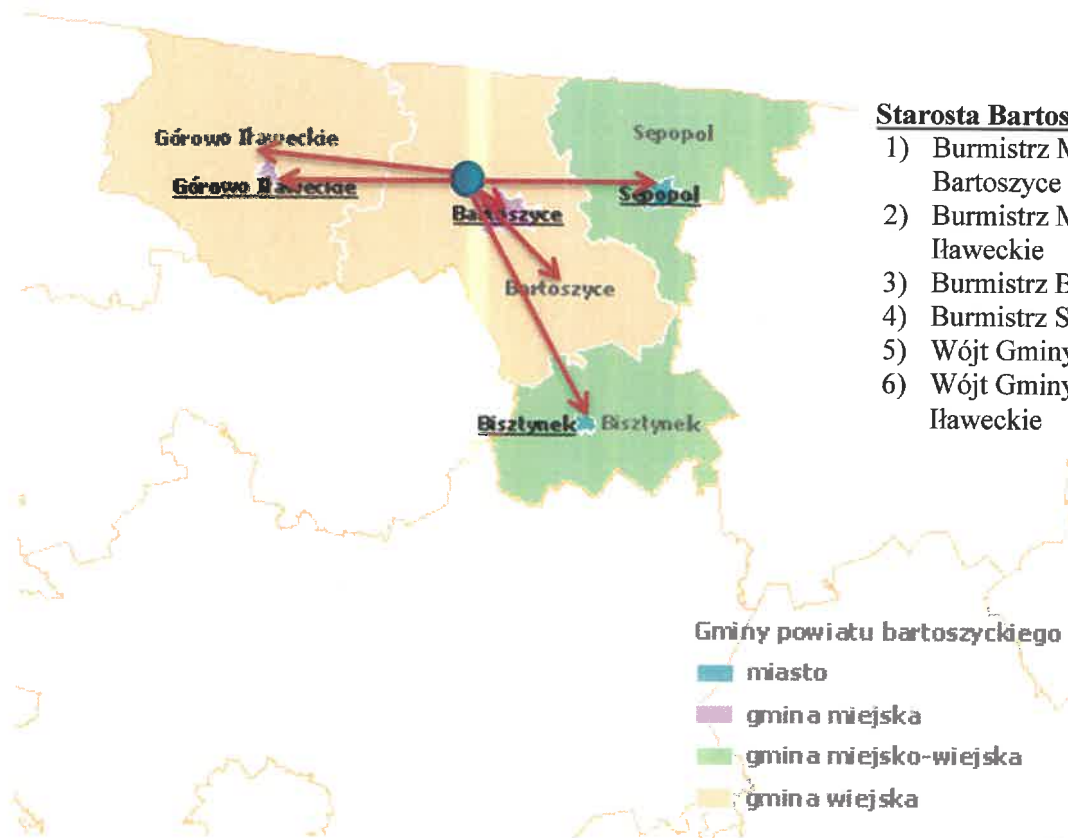 Górowo Iławeckie
Górowo Iławeckie
Bartoszyce
Sępopol
Sępopol
Bartoszyce
Bisztynek
Bisztynek
Starosta Bartos
1) Burmistrz M
Bartoszyce
2) Burmistrz M
Iławeckie
3) Burmistrz B
4) Burmistrz S
5) Wójt Gminy
6) Wójt Gminy
Iławeckie
Gminy powiatu bartoszyckiego
miasto
gmina miejska
gmina miejsko-wiejska
gmina wiejska